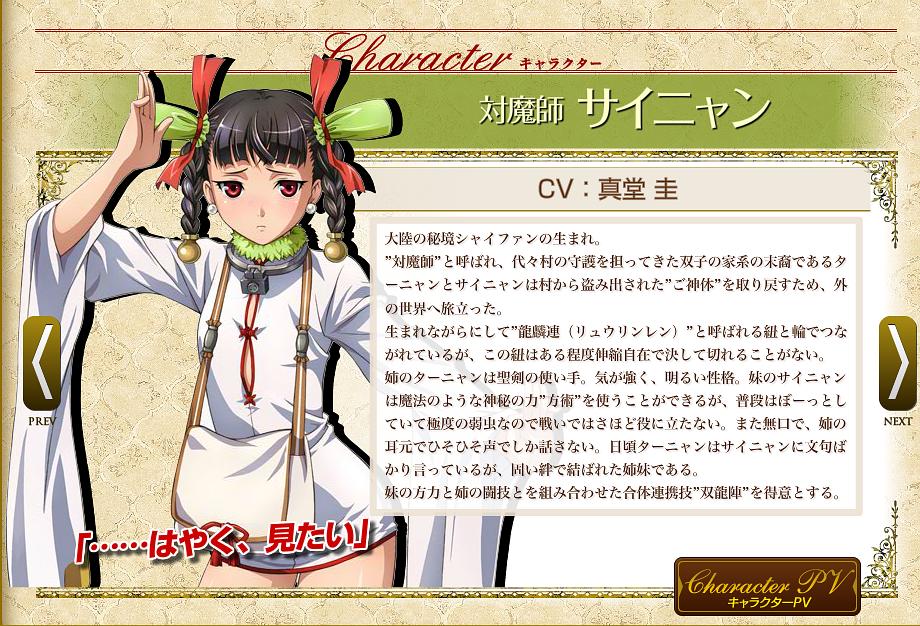 Character キャラクター
対魔師 サイニャン
CV：真堂 圭
大陸の秘境シャイファンの生まれ。
”対魔師”と呼ばれ、代々村の守護を担ってきた双子の家系の末裔であるタ
ーニャンとサイニャンは村から盗み出された”ご神体”を取り戻すため、外
の世界へ旅立った。
生まれながらにして”龍麟連（リュウリンレン）”と呼ばれる紐と輪でつな
がれているが、この紐はある程度伸縮自在で決して切れることがない。
姉のターニャンは聖剣の使い手。気が強く、明るい性格。妹のサイニャン
は魔法のような神秘の力”方術”を使うことができるが、普段はぼーっとし
ていて極度の弱虫なので戦いではさほど役に立たない。また無口で、姉の
耳元でひそひそ声でしか話さない。日頃ターニャンはサイニャンに文句ば
かり言っているが、固い絆で結ばれた姉妹である。
妹の方力と姉の闘技とを組み合わせた合体連携技”双龍陣”を得意とする。
PREV
NEXT
「……はやく、見たい」
Character PV
キャラクターPV